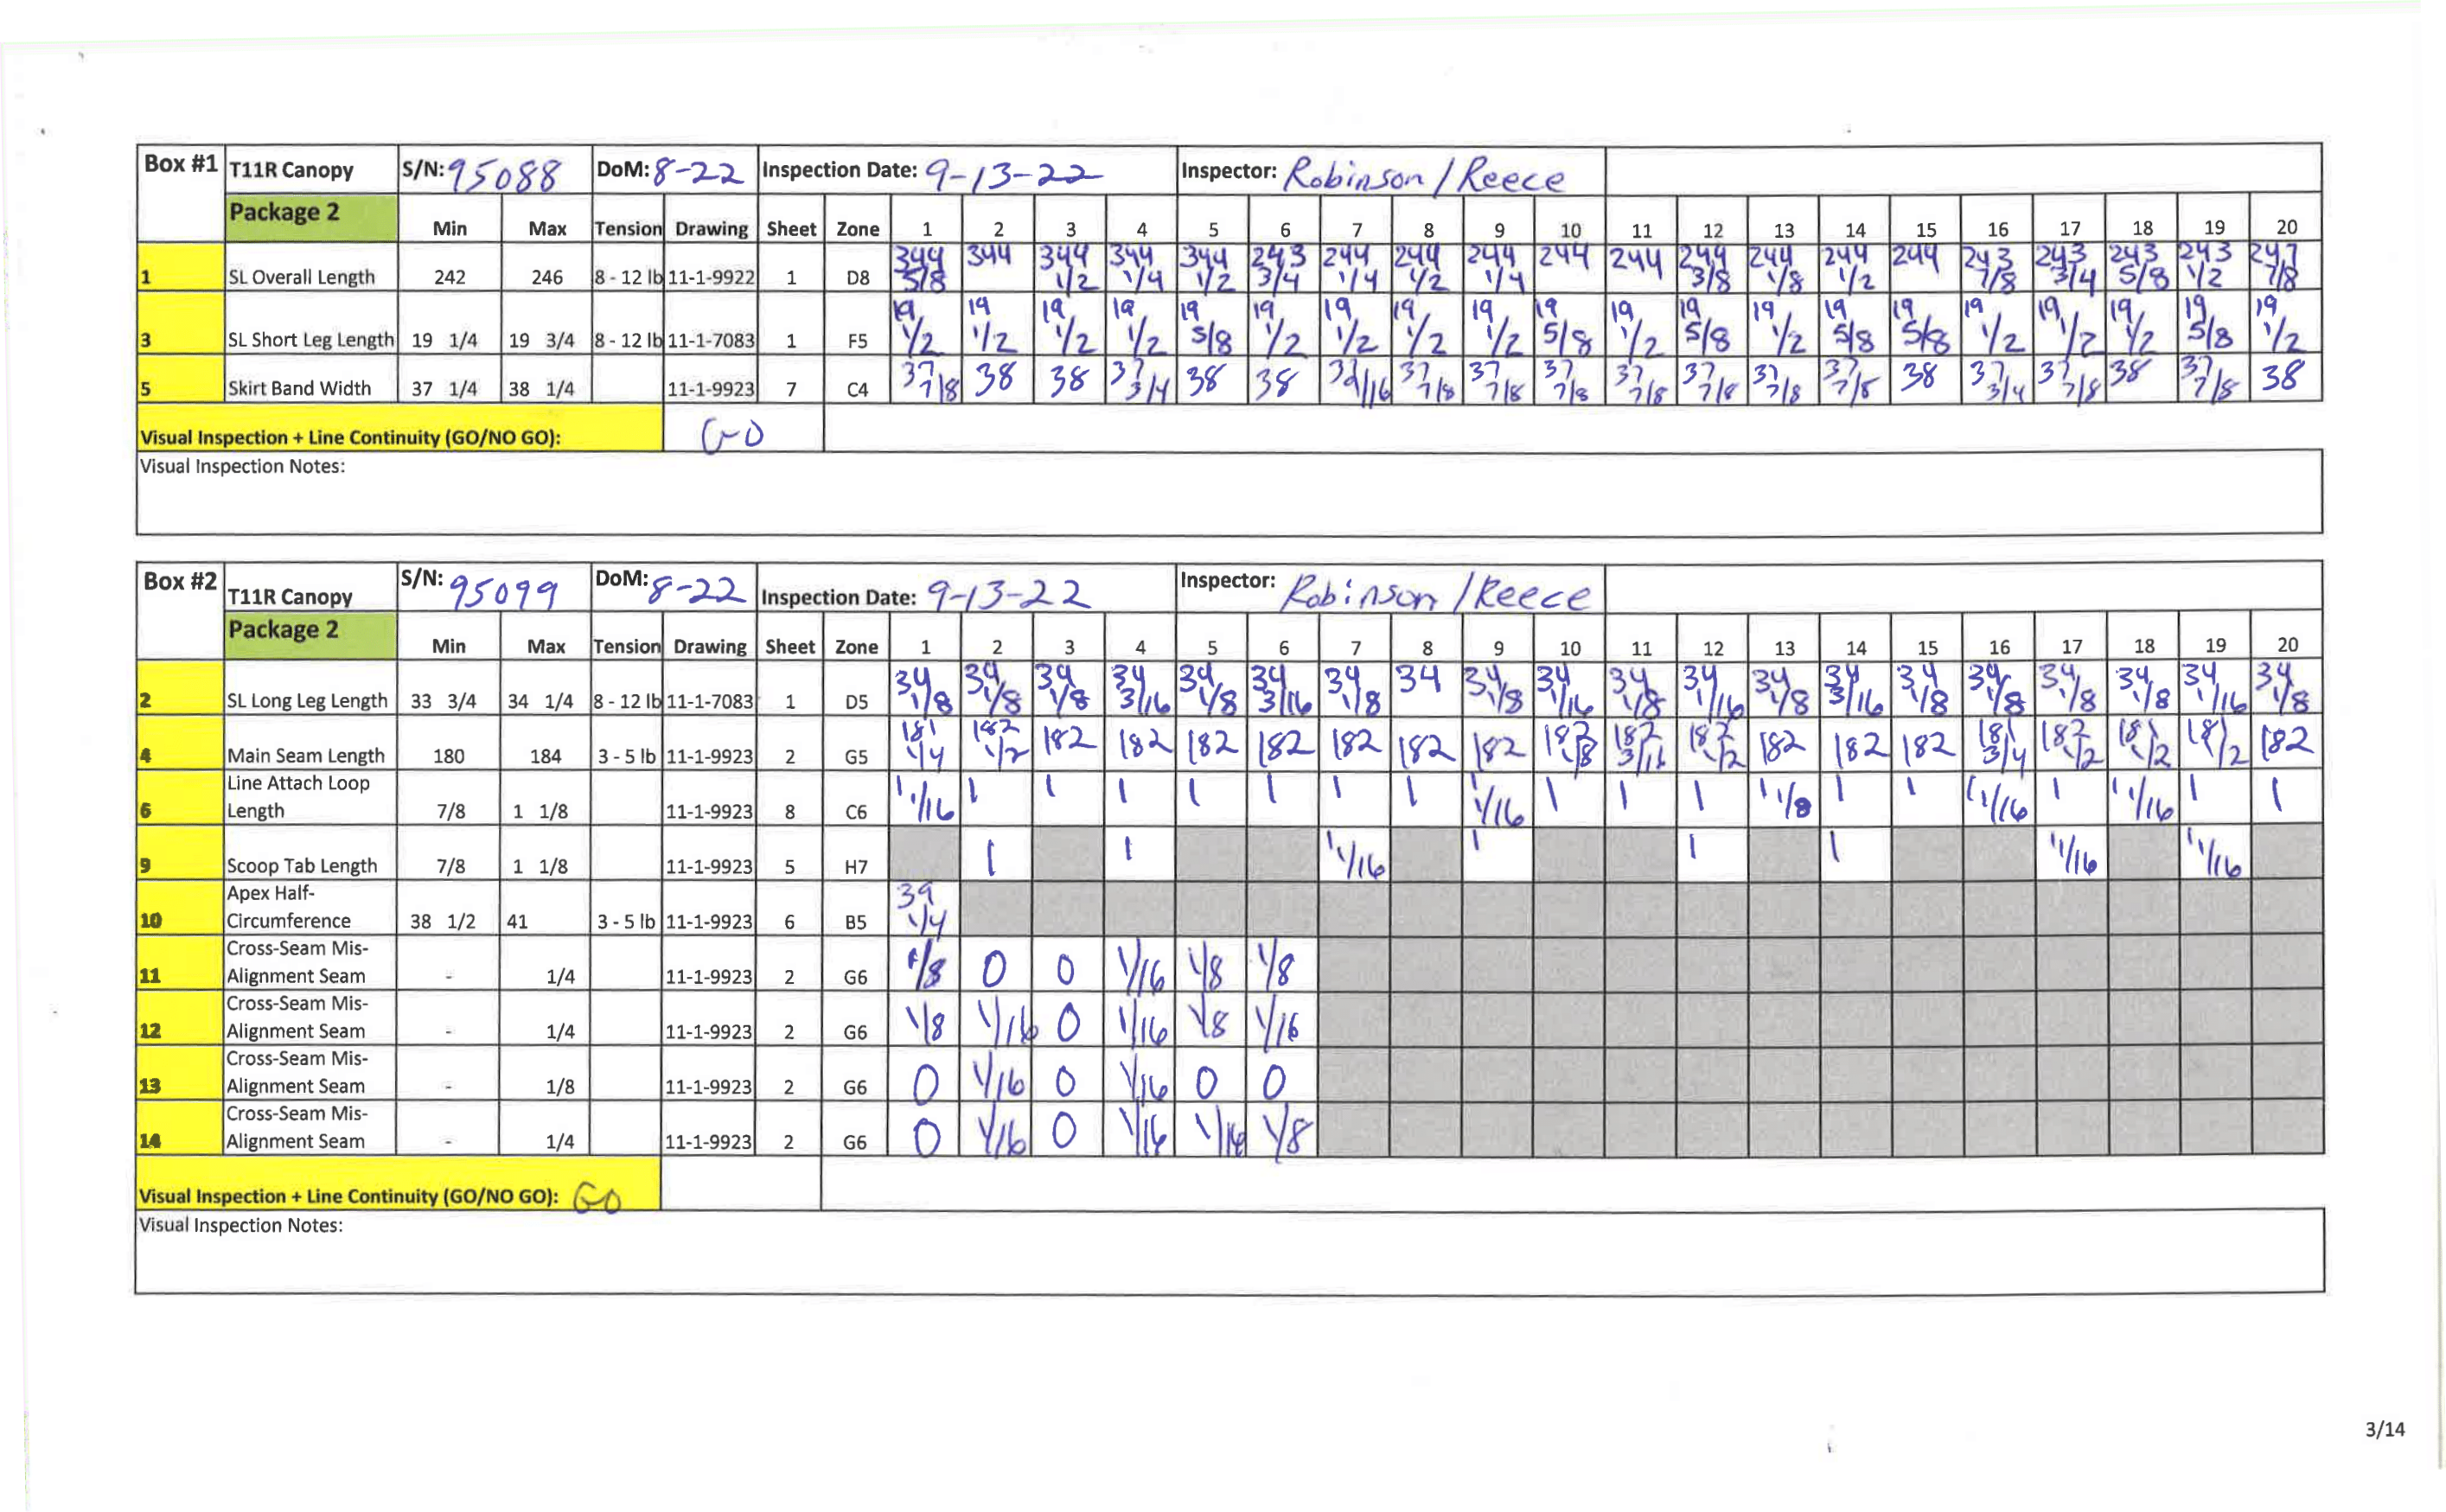 Box #1 T11R Canopy S/N: 95088 DoM: 8-22 Inspection Date: 9-13-22 Inspector: Robinson / Reece
Package 2 Min Max Tension Drawing Sheet Zone 1 2 3 4 5 6 7 8 9 10 11 12 13 14 15 16 17 18 19 20
1 SL Overall Length 242 246 8 - 12 lb 11-1-9922 1 D8 344 5/8 344 344 1/2 344 1/4 344 1/2 243 3/4 244 1/4 244 1/2 244 1/4 244 244 244 3/8 244 1/8 244 1/2 244 243 7/8 243 3/4 243 5/8 243 1/2 7/8
3 SL Short Leg Length 19 1/4 19 3/4 8 - 12 lb 11-1-7083 1 F5 19 1/2 19 1/2 19 1/2 19 1/2 19 5/8 19 1/2 19 1/2 19 1/2 19 1/2 19 5/8 19 1/2 19 5/8 19 1/2 19 5/8 19 5/8 19 1/2 19 1/2 19 1/2 19 5/8 19 1/2
5 Skirt Band Width 37 1/4 38 1/4 11-1-9923 7 C4 37 7/8 38 38 37 3/4 38 38 37 7/8 37 7/8 37 7/8 37 7/8 37 7/8 37 7/8 37 7/8 38 37 3/4 37 7/8 38 37 7/8 38
Visual Inspection + Line Continuity (GO/NO GO): GO
Visual Inspection Notes:
Box #2 T11R Canopy S/N: 95099 DoM: 8-22 Inspection Date: 9-13-22 Inspector: Robinson / Reece
Package 2 Min Max Tension Drawing Sheet Zone 1 2 3 4 5 6 7 8 9 10 11 12 13 14 15 16 17 18 19 20
2 SL Long Leg Length 33 3/4 34 1/4 8 - 12 lb 11-1-7083 1 D5 34 1/8 34 1/8 34 1/8 34 3/16 34 1/8 34 3/16 34 1/8 34 34 1/8 34 1/16 34 1/8 34 1/16 34 1/8 34 3/16 34 1/8 34 1/8 34 1/8 34 1/8 34 1/16 34 1/8
4 Main Seam Length 180 184 3 - 5 lb 11-1-9923 2 G5 181 1/4 182 1/2 182 182 182 182 182 182 182 182 1/8 182 3/16 182 1/2 182 182 182 181 3/4 182 1/2 181 1/2 181 1/2 182
Line Attach Loop
6 Length 7/8 1 1/8 11-1-9923 8 C6 1 1/16 1 1 1 1 1 1 1 1 1/16 1 1 1 1 1/8 1 1 1 1/16 1 1 1/16 1 1
9 Scoop Tab Length 7/8 1 1/8 11-1-9923 5 H7 1 1 1 1/16 1 1 1 1 1/16 1 1/16
Apex Half-
10 Circumference 38 1/2 41 3 - 5 lb 11-1-9923 6 B5 39 1/4
Cross-Seam Mis-
11 Alignment Seam - 1/4 11-1-9923 2 G6 1/8 0 0 1/16 1/8 1/8
Cross-Seam Mis-
12 Alignment Seam - 1/4 11-1-9923 2 G6 1/8 1/16 0 1/16 1/8 1/16
Cross-Seam Mis-
13 Alignment Seam - 1/8 11-1-9923 2 G6 0 1/16 0 1/16 0 0
Cross-Seam Mis-
14 Alignment Seam - 1/4 11-1-9923 2 G6 0 1/16 0 1/16 1/16 1/8
Visual Inspection + Line Continuity (GO/NO GO): GO
Visual Inspection Notes:
3/14